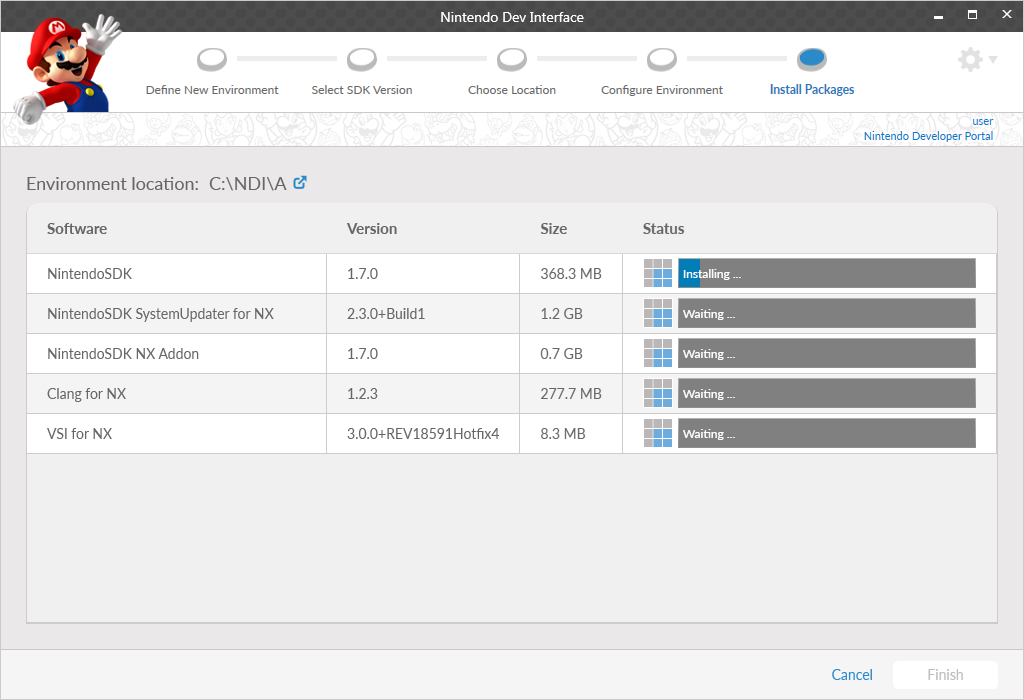 Nintendo Dev Interface
Define New Environment
Select SDK Version
Choose Location
Configure Environment
Install Packages
user
Nintendo Developer Portal
Environment location: C:\NDI\A
Software Version Size Status
NintendoSDK 1.7.0 368.3 MB Installing ...
NintendoSDK SystemUpdater for NX 2.3.0+Build1 1.2 GB Waiting ...
NintendoSDK NX Addon 1.7.0 0.7 GB Waiting ...
Clang for NX 1.2.3 277.7 MB Waiting ...
VSI for NX 3.0.0+REV18591Hotfix4 8.3 MB Waiting ...
Cancel Finish